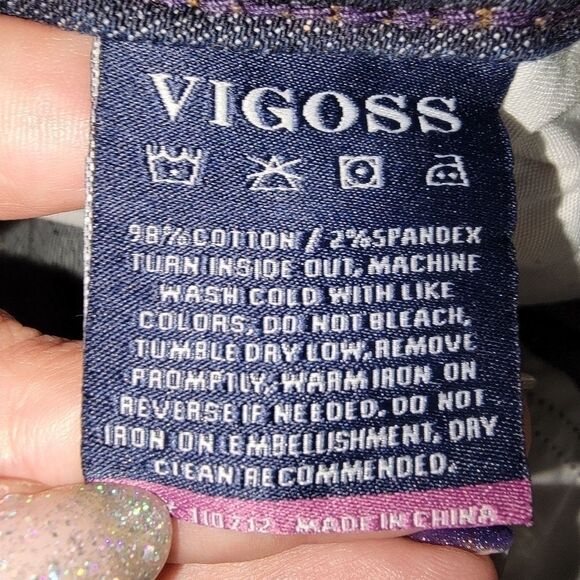 VIGOSS
98% COTTON / 2% SPANDEX
TURN INSIDE OUT, MACHINE
WASH COLD WITH LIKE
COLORS, DO NOT BLEACH,
TUMBLE DRY LOW, REMOVE
PROMPTLY, WARM IRON ON
REVERSE IF NEEDED. DO NOT
IRON ON EMBELLISHMENT, DRY
CLEAN RECOMMENDED.
110712 MADE IN CHINA